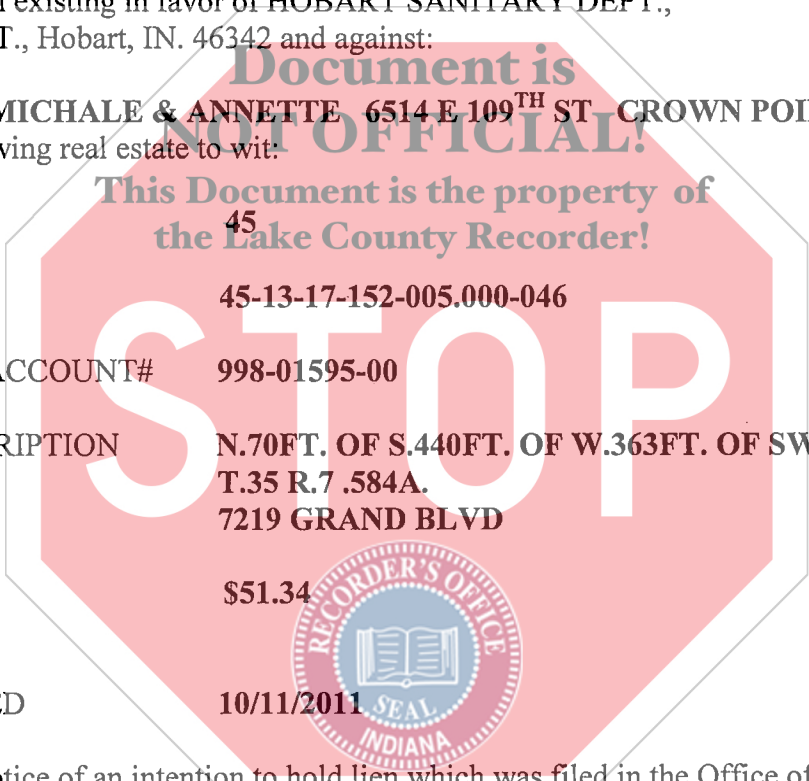 existing in favor of HOBART SANITARY DEPT.,
T., Hobart, IN. 46342 and against:
Document is
MICHALE & ANNETTE 6514 E 109TH ST CROWN POI
NOT OFFICIAL!
ving real estate to wit:
This Document is the property of
45
the Lake County Recorder!
45-13-17-152-005.000-046
STOP
ACCOUNT# 998-01595-00
RIPTION N.70FT. OF S.440FT. OF W.363FT. OF SW
T.35 R.7 .584A.
7219 GRAND BLVD
$51.34
RECORDER'S OFFICE
ED 10/11/2011
SEAL
INDIANA
otice of an intention to hold lien which was filed in the Office of